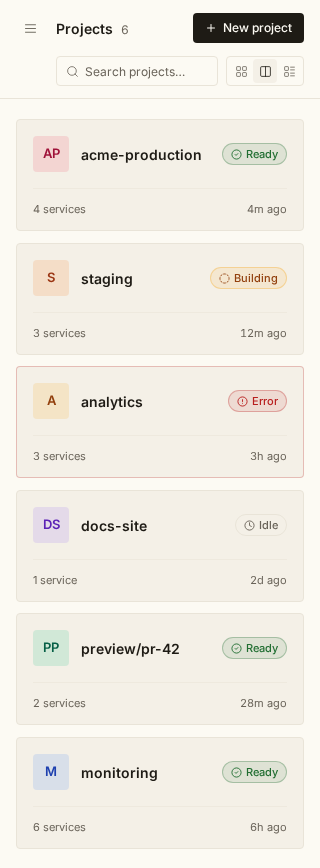 Projects 6
New project
Search projects...
AP acme-production Ready
4 services 4m ago
S staging Building
3 services 12m ago
A analytics Error
3 services 3h ago
DS docs-site Idle
1 service 2d ago
PP preview/pr-42 Ready
2 services 28m ago
M monitoring Ready
6 services 6h ago